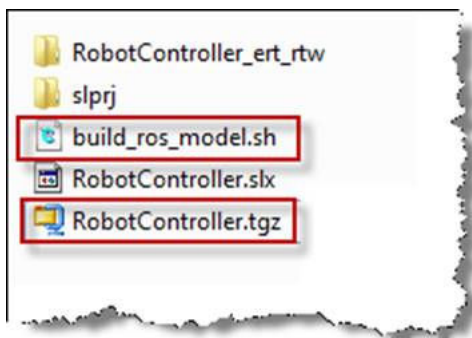 RobotController_ert_rtw
slprj
build_ros_model.sh
RobotController.slx
RobotController.tgz